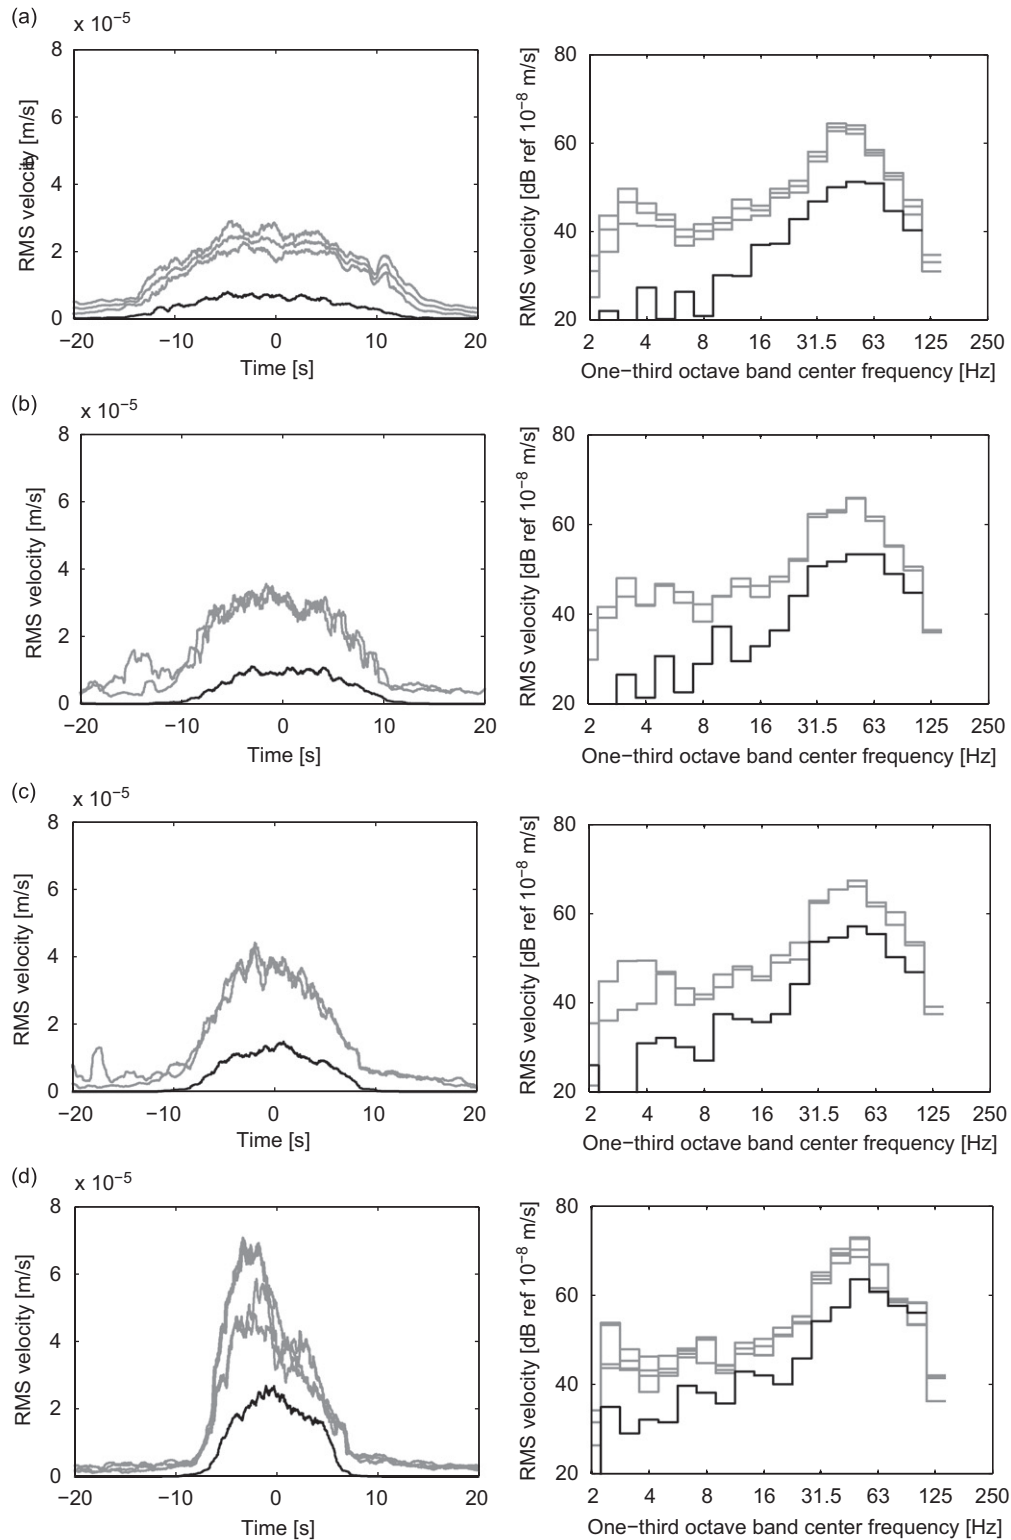 (a)
x 10⁻⁵
8
6
4
2
0
RMS velocity [m/s]
−20 −10 0 10 20
Time [s]
80
60
40
20
RMS velocity [dB ref 10⁻⁸ m/s]
2 4 8 16 31.5 63 125 250
One−third octave band center frequency [Hz]
(b)
x 10⁻⁵
8
6
4
2
0
RMS velocity [m/s]
−20 −10 0 10 20
Time [s]
80
60
40
20
RMS velocity [dB ref 10⁻⁸ m/s]
2 4 8 16 31.5 63 125 250
One−third octave band center frequency [Hz]
(c)
x 10⁻⁵
8
6
4
2
0
RMS velocity [m/s]
−20 −10 0 10 20
Time [s]
80
60
40
20
RMS velocity [dB ref 10⁻⁸ m/s]
2 4 8 16 31.5 63 125 250
One−third octave band center frequency [Hz]
(d)
x 10⁻⁵
8
6
4
2
0
RMS velocity [m/s]
−20 −10 0 10 20
Time [s]
80
60
40
20
RMS velocity [dB ref 10⁻⁸ m/s]
2 4 8 16 31.5 63 125 250
One−third octave band center frequency [Hz]